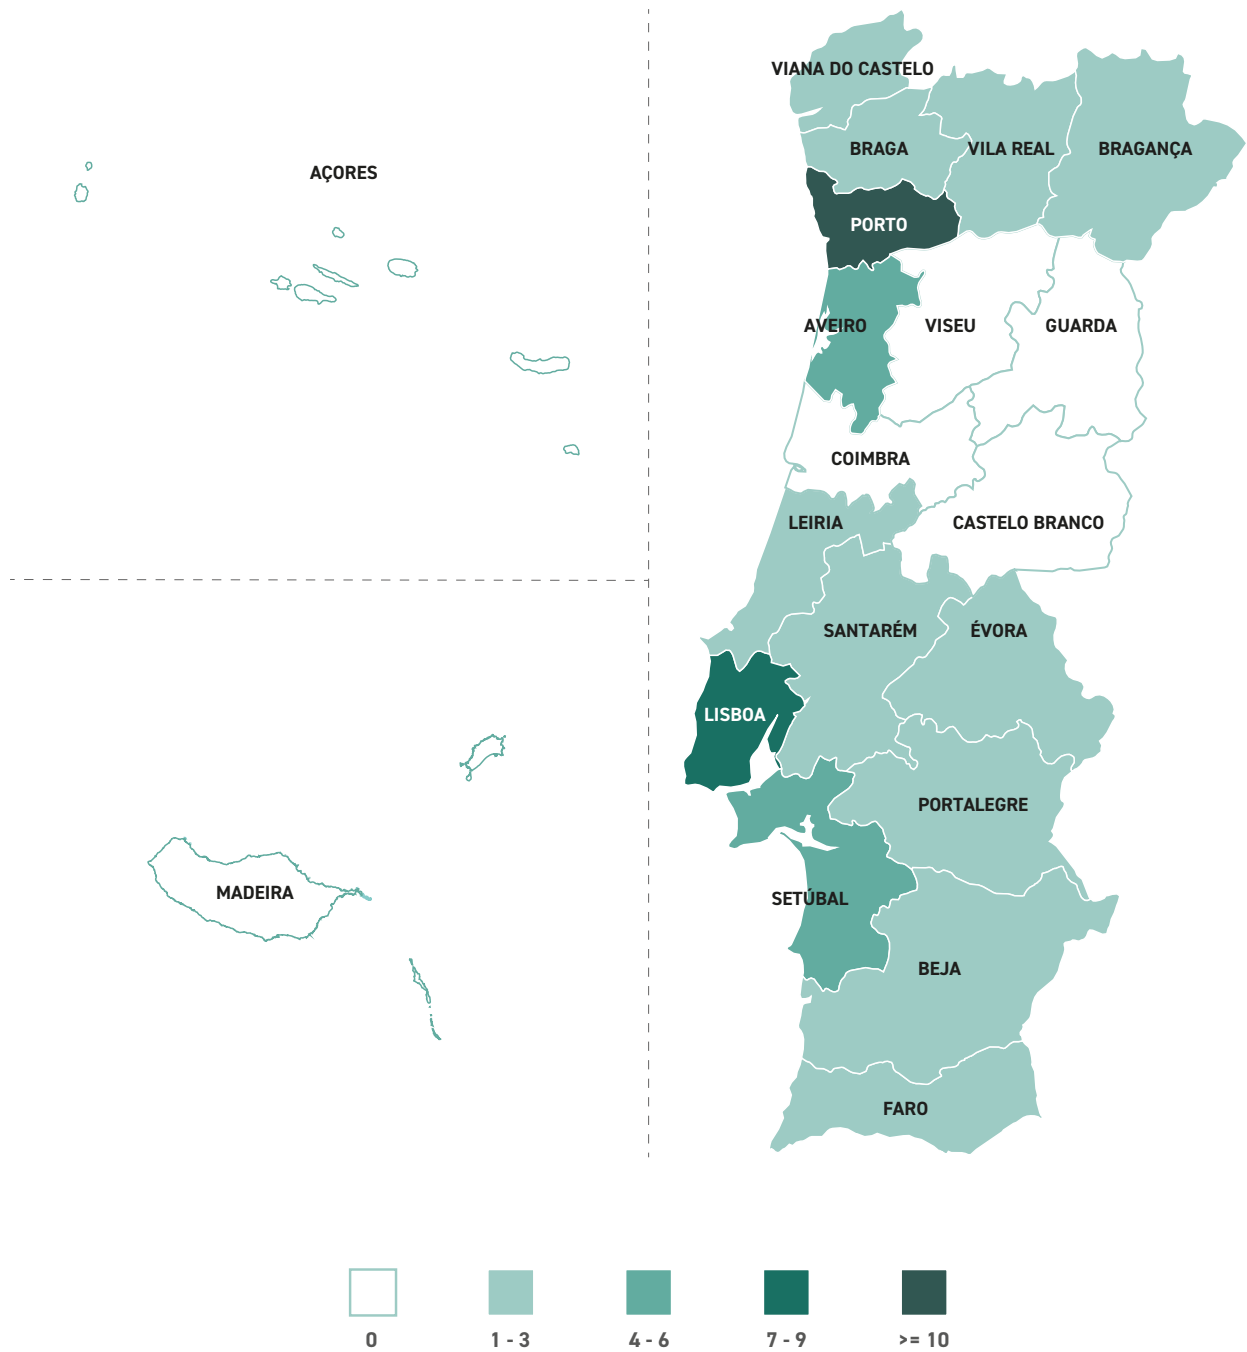 VIANA DO CASTELO
BRAGA
VILA REAL
BRAGANÇA
AÇORES
PORTO
AVEIRO
VISEU
GUARDA
COIMBRA
LEIRIA
CASTELO BRANCO
SANTARÉM
ÉVORA
LISBOA
PORTALEGRE
MADEIRA
SETÚBAL
BEJA
FARO
0
1 - 3
4 - 6
7 - 9
>= 10